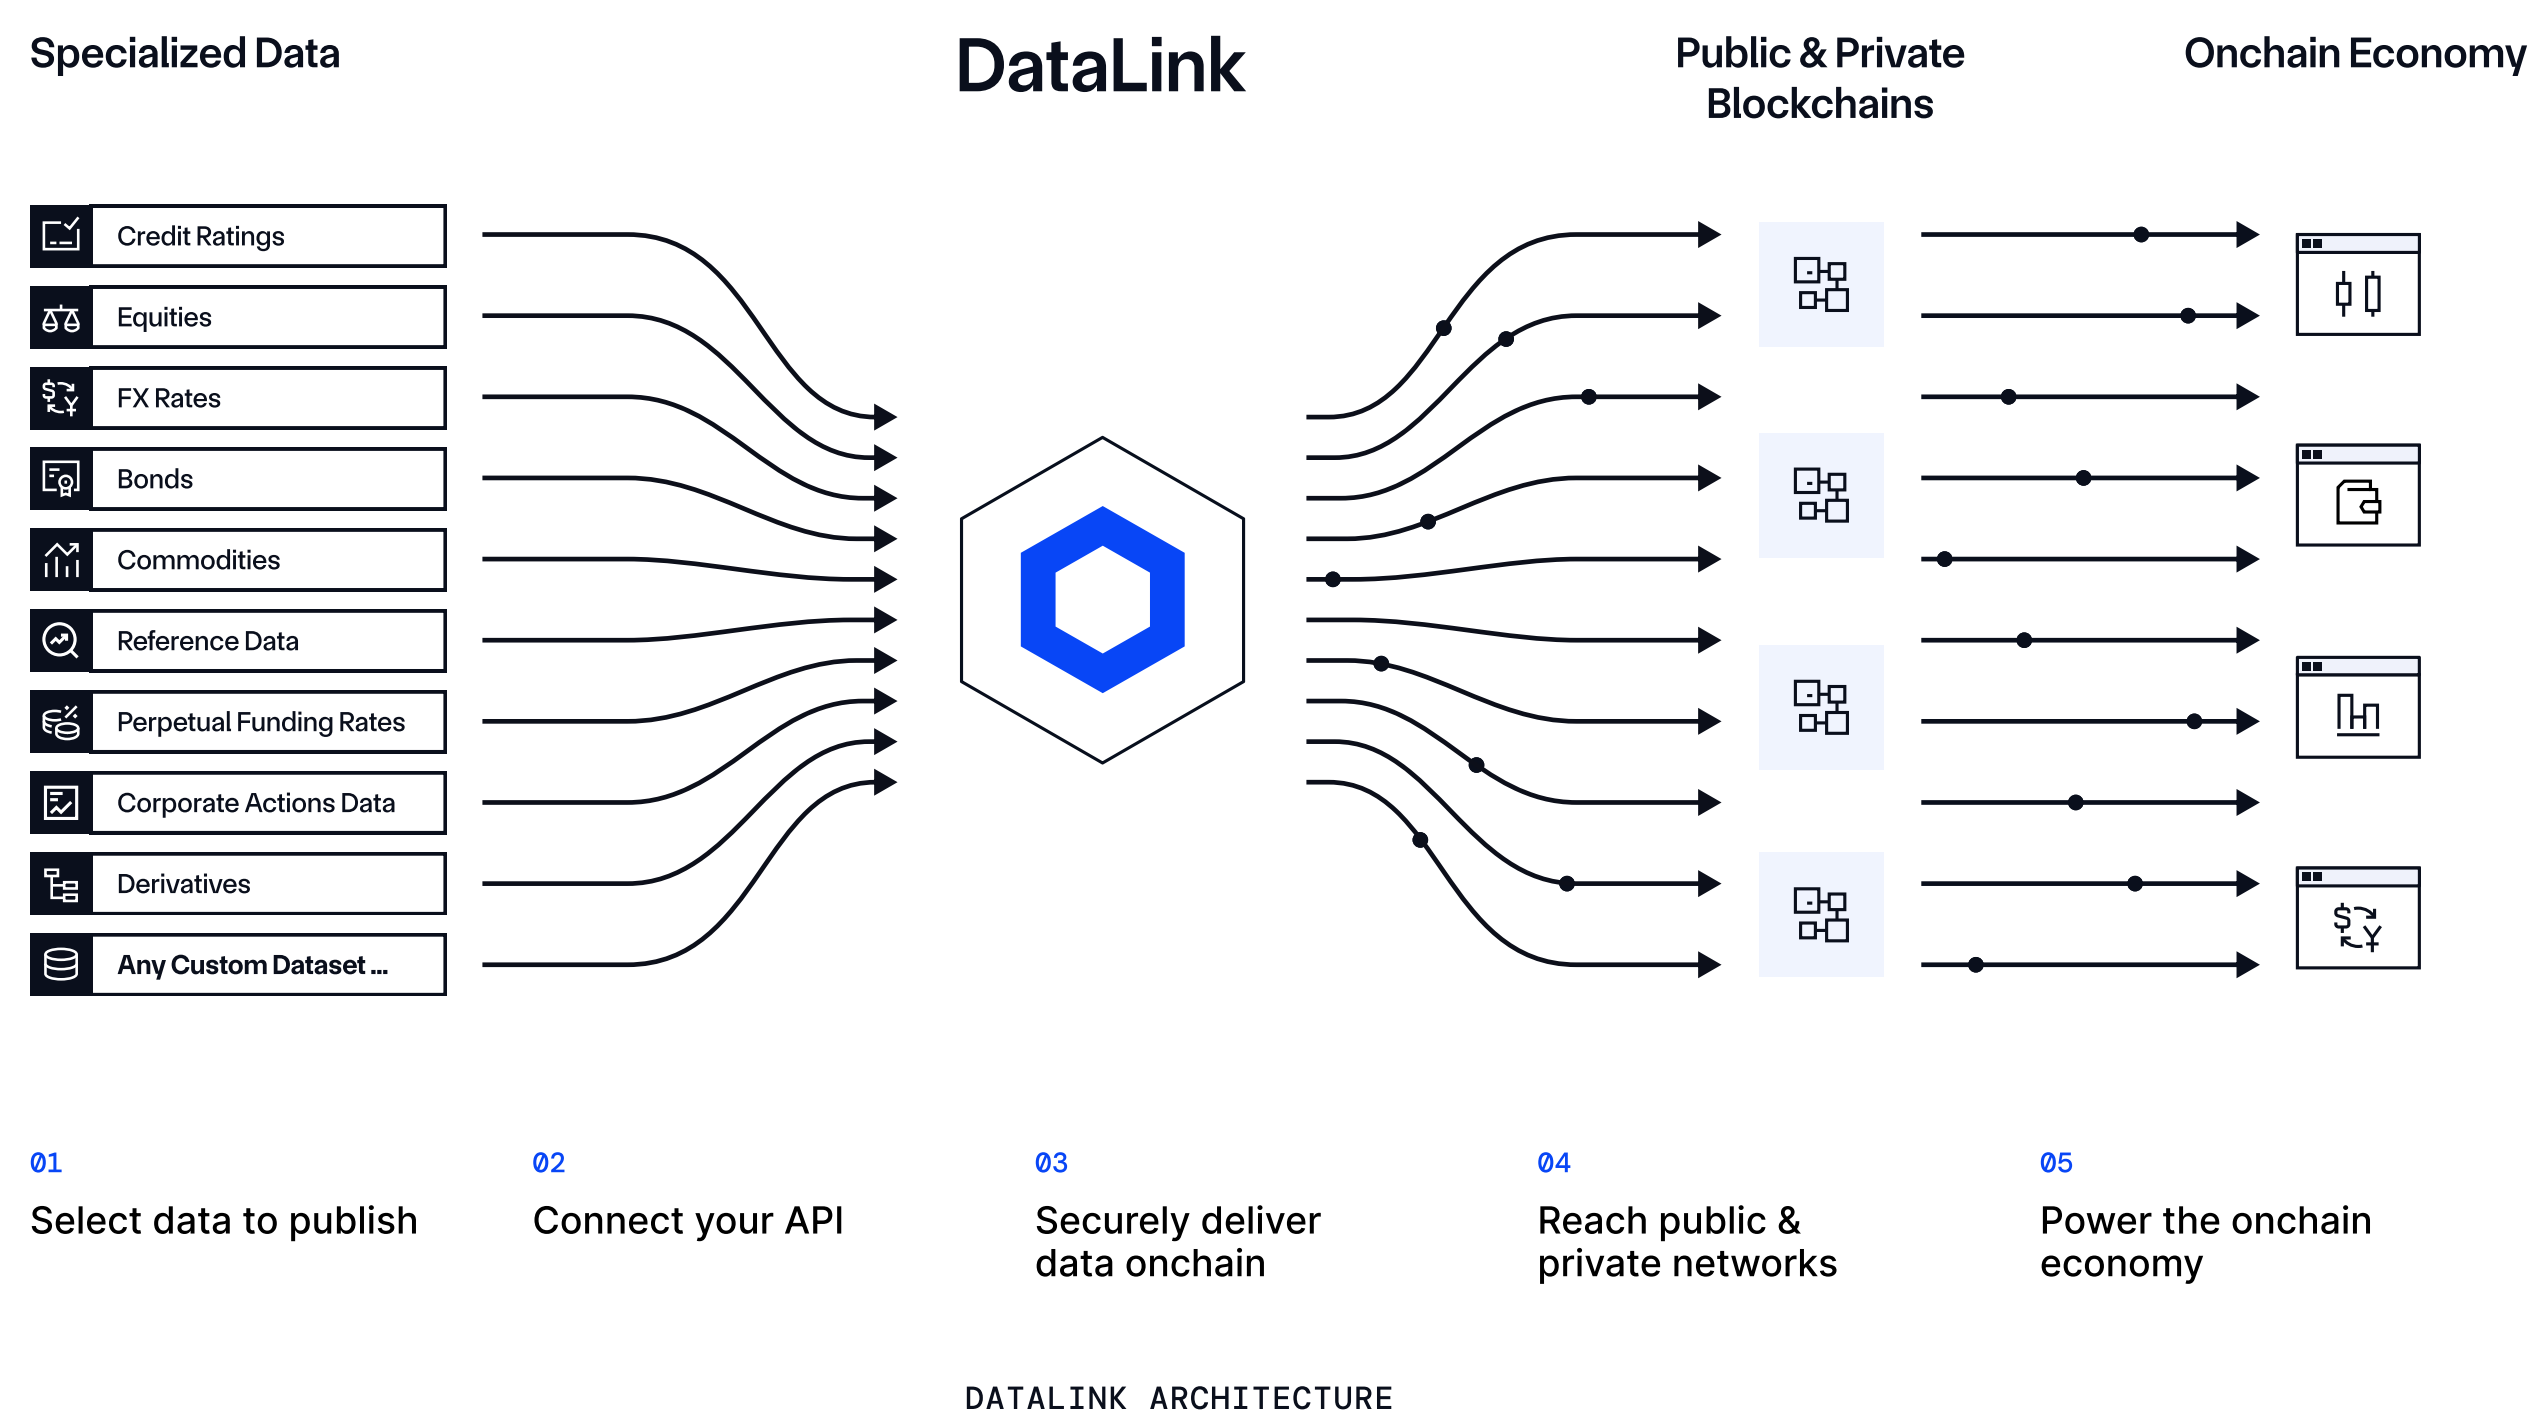 Specialized Data
DataLink
Public & Private
Blockchains
Onchain Economy
Credit Ratings
Equities
FX Rates
Bonds
Commodities
Reference Data
Perpetual Funding Rates
Corporate Actions Data
Derivatives
Any Custom Dataset ...
01
Select data to publish
02
Connect your API
03
Securely deliver
data onchain
04
Reach public &
private networks
05
Power the onchain
economy
DATALINK ARCHITECTURE